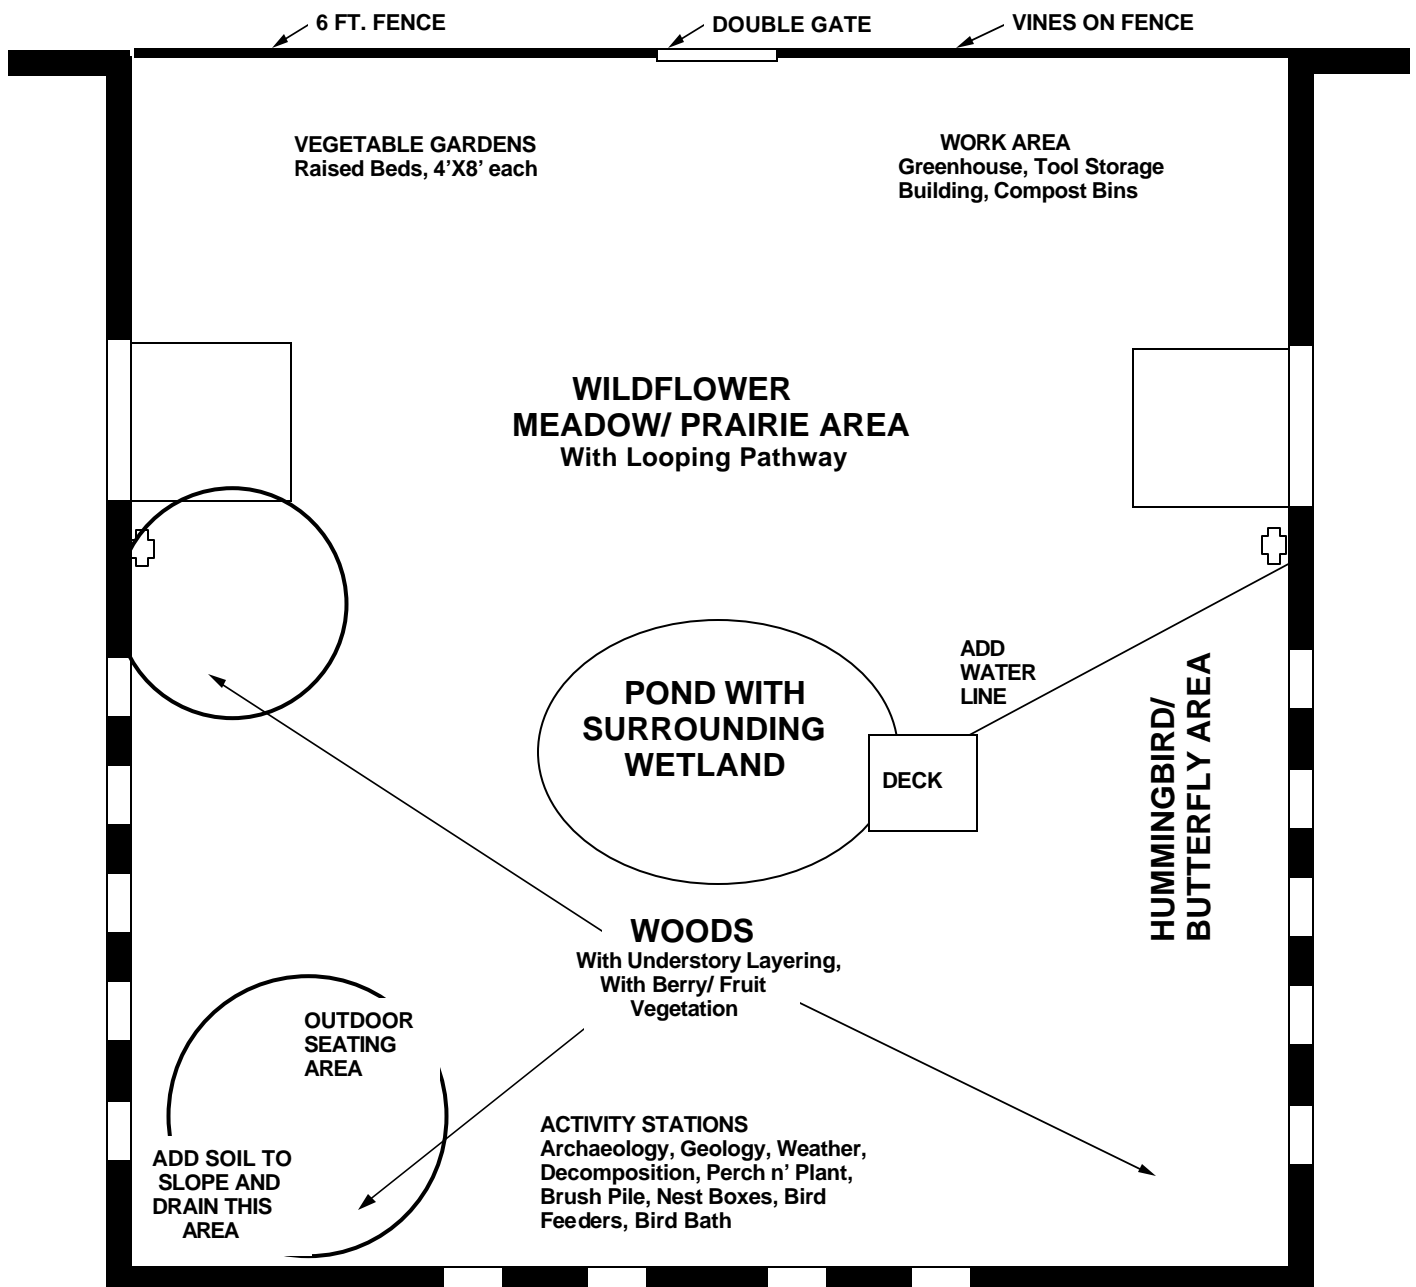 6 FT. FENCE
DOUBLE GATE
VINES ON FENCE
VEGETABLE GARDENS
Raised Beds, 4'X8' each
WORK AREA
Greenhouse, Tool Storage
Building, Compost Bins
WILDFLOWER
MEADOW/ PRAIRIE AREA
With Looping Pathway
ADD
WATER
LINE
POND WITH
SURROUNDING
WETLAND
DECK
HUMMINGBIRD/
BUTTERFLY AREA
WOODS
With Understory Layering,
With Berry/ Fruit
Vegetation
OUTDOOR
SEATING
AREA
ADD SOIL TO
SLOPE AND
DRAIN THIS
AREA
ACTIVITY STATIONS
Archaeology, Geology, Weather,
Decomposition, Perch n' Plant,
Brush Pile, Nest Boxes, Bird
Feeders, Bird Bath